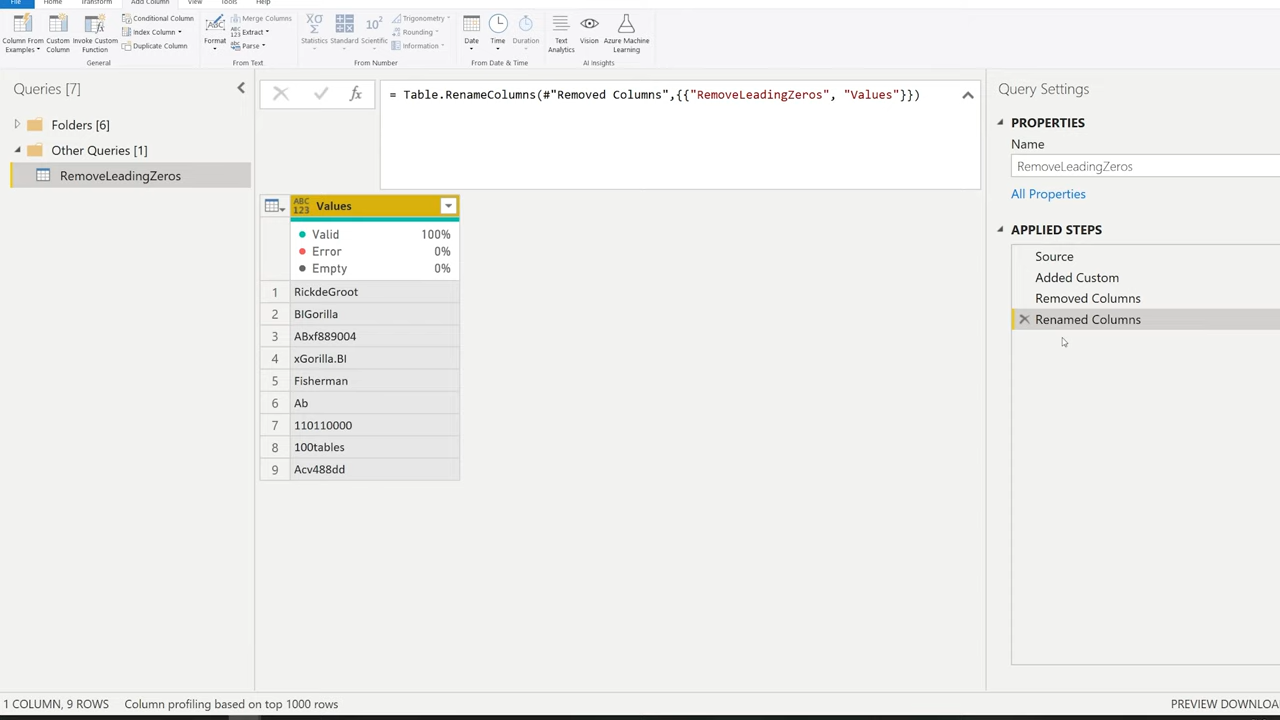 File Home Transform Add Column View Tools Help
Column From Examples
Custom Column
Invoke Custom Function
Conditional Column
Index Column
Duplicate Column
General
Format
Merge Columns
Extract
Parse
From Text
Statistics
Standard
Scientific
Trigonometry
Rounding
Information
From Number
Date
Time
Duration
From Date & Time
Text Analytics
Vision
Azure Machine Learning
AI Insights
Queries [7]
Folders [6]
Other Queries [1]
RemoveLeadingZeros
= Table.RenameColumns(#"Removed Columns",{{"RemoveLeadingZeros", "Values"}})
ABC 123 Values
Valid 100%
Error 0%
Empty 0%
1 RickdeGroot
2 BIGorilla
3 ABxf889004
4 xGorilla.BI
5 Fisherman
6 Ab
7 110110000
8 100tables
9 Acv488dd
Query Settings
PROPERTIES
Name
RemoveLeadingZeros
All Properties
APPLIED STEPS
Source
Added Custom
Removed Columns
Renamed Columns
1 COLUMN, 9 ROWS Column profiling based on top 1000 rows
PREVIEW DOWNLOA